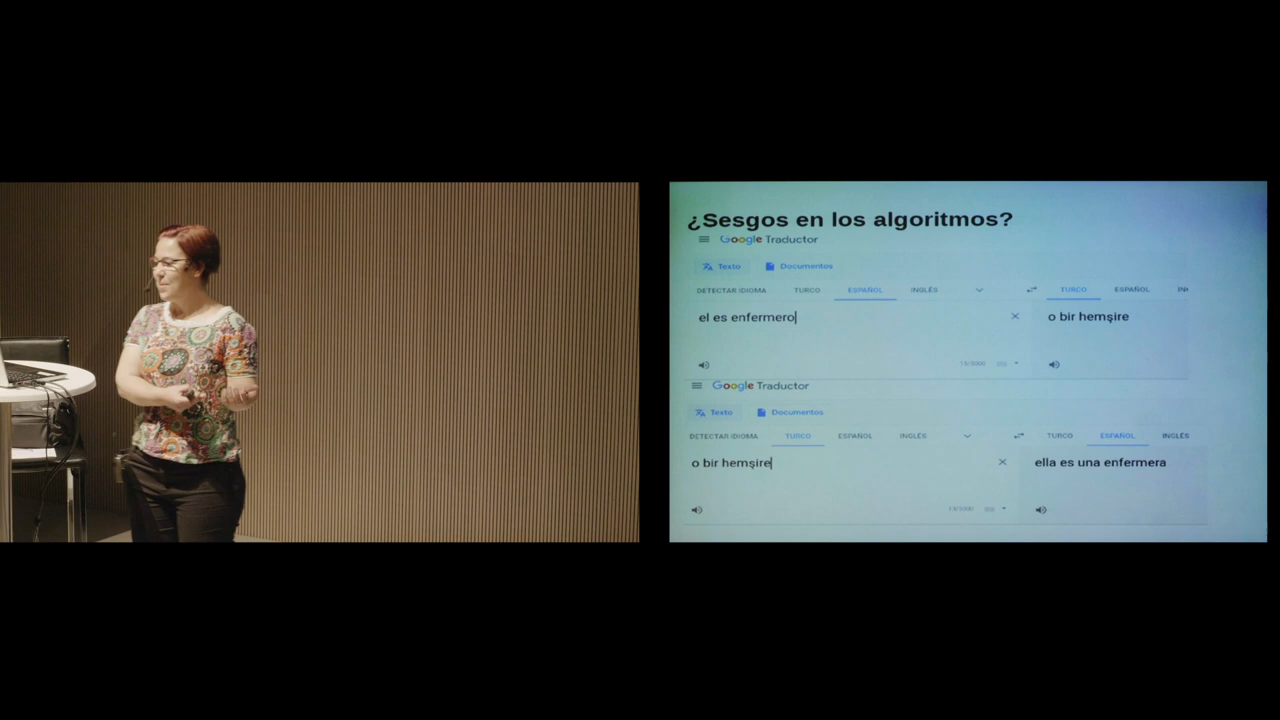 ¿Sesgos en los algoritmos?
Google Traductor
Texto Documentos
DETECTAR IDIOMA TURCO ESPAÑOL INGLÉS TURCO ESPAÑOL
el es enfermero o bir hemşire
Google Traductor
Texto Documentos
DETECTAR IDIOMA TURCO ESPAÑOL INGLÉS TURCO ESPAÑOL INGLÉS
o bir hemşire ella es una enfermera